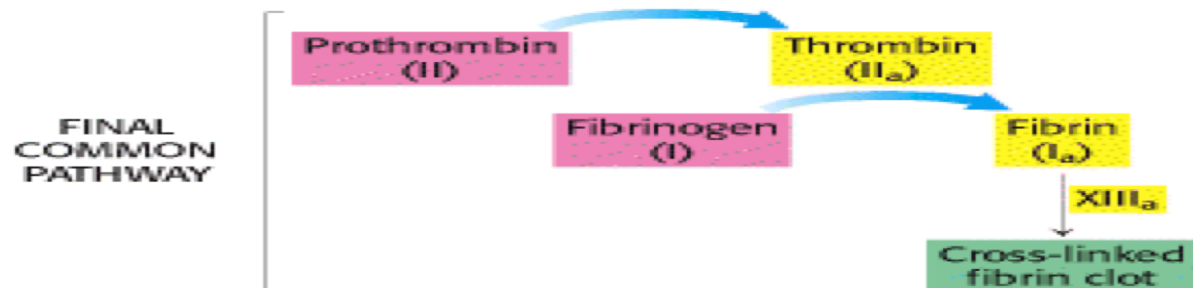 Prothrombin
(II)
Thrombin
(IIa)
FINAL
COMMON
PATHWAY
Fibrinogen
(I)
Fibrin
(Ia)
XIIIa
Cross-linked
fibrin clot